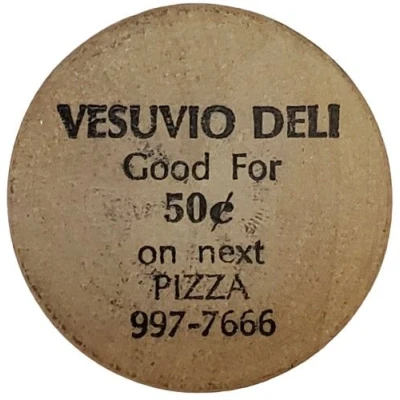 VESUVIO DELI
Good For
50¢
on next
PIZZA
997-7666